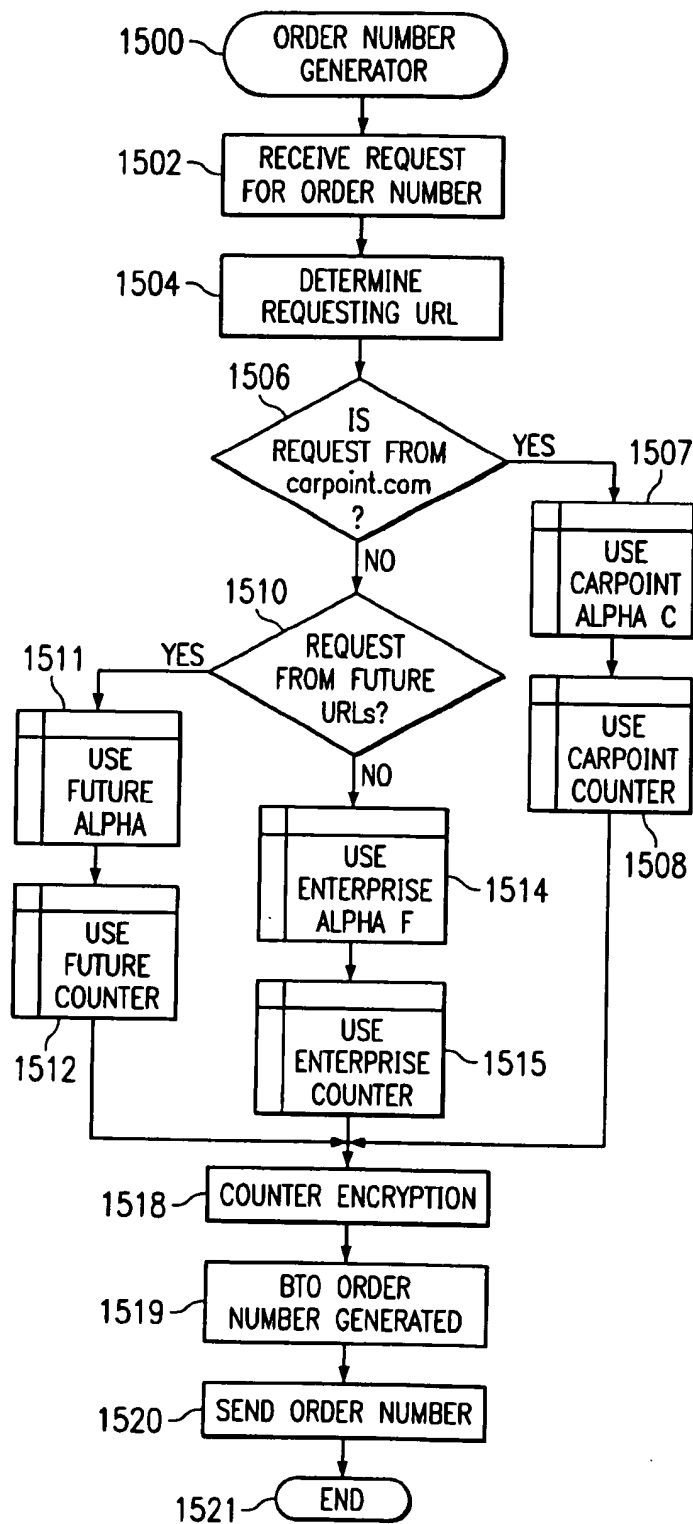 1500
ORDER NUMBER
GENERATOR
1502
RECEIVE REQUEST
FOR ORDER NUMBER
1504
DETERMINE
REQUESTING URL
1506
IS
REQUEST FROM
carpoint.com
?
YES
NO
1507
USE
CARPOINT
ALPHA C
USE
CARPOINT
COUNTER
1508
1510
REQUEST
FROM FUTURE
URLs?
YES
NO
1511
USE
FUTURE
ALPHA
USE
FUTURE
COUNTER
1512
USE
ENTERPRISE
ALPHA F
1514
USE
ENTERPRISE
COUNTER
1515
1518
COUNTER ENCRYPTION
1519
BTO ORDER
NUMBER GENERATED
1520
SEND ORDER NUMBER
1521
END